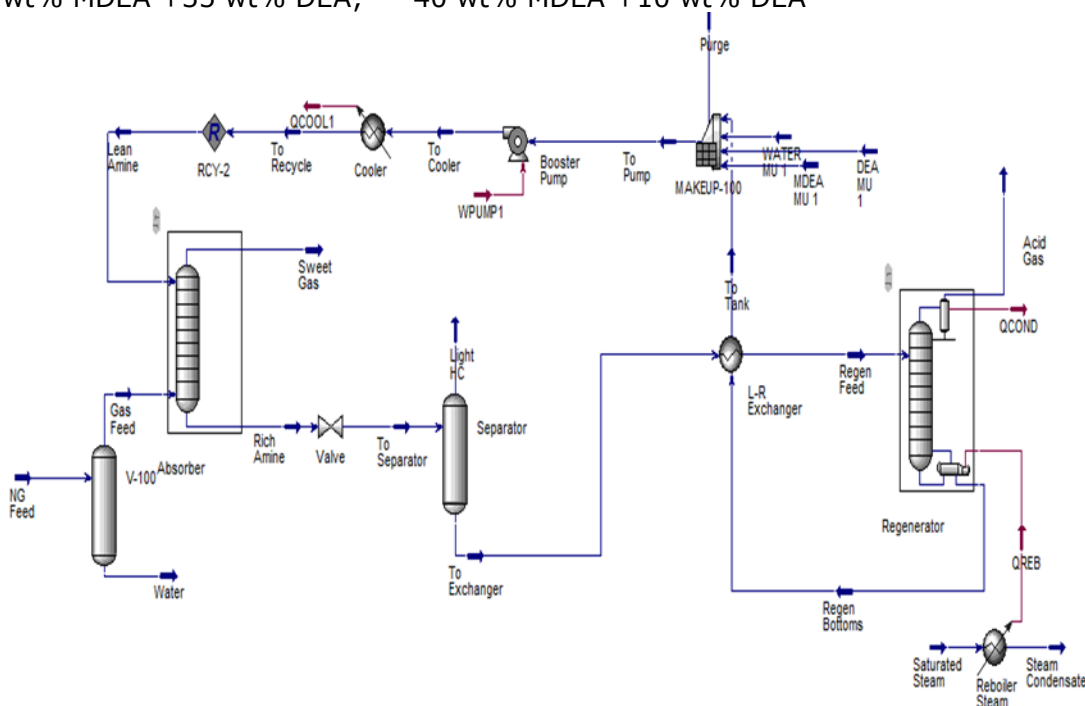 wt% MDEA +35 wt% DEA, 40 wt% MDEA +10 wt% DEA
Purge
QCOOL1
Lean
Amine
RCY-2
To
Recycle
Cooler
To
Cooler
Booster
Pump
WPUMP1
To
Pump
MAKEUP-100
WATER
MU 1
MDEA
MU 1
DEA
MU
1
Sweet
Gas
Acid
Gas
QCOND
To
Tank
L-R
Exchanger
Regen
Feed
Light
HC
Gas
Feed
Rich
Amine
Valve
To
Separator
Separator
V-100
Absorber
NG
Feed
Water
To
Exchanger
Regenerator
Regen
Bottoms
QREB
Saturated
Steam
Reboiler
Steam
Steam
Condensate